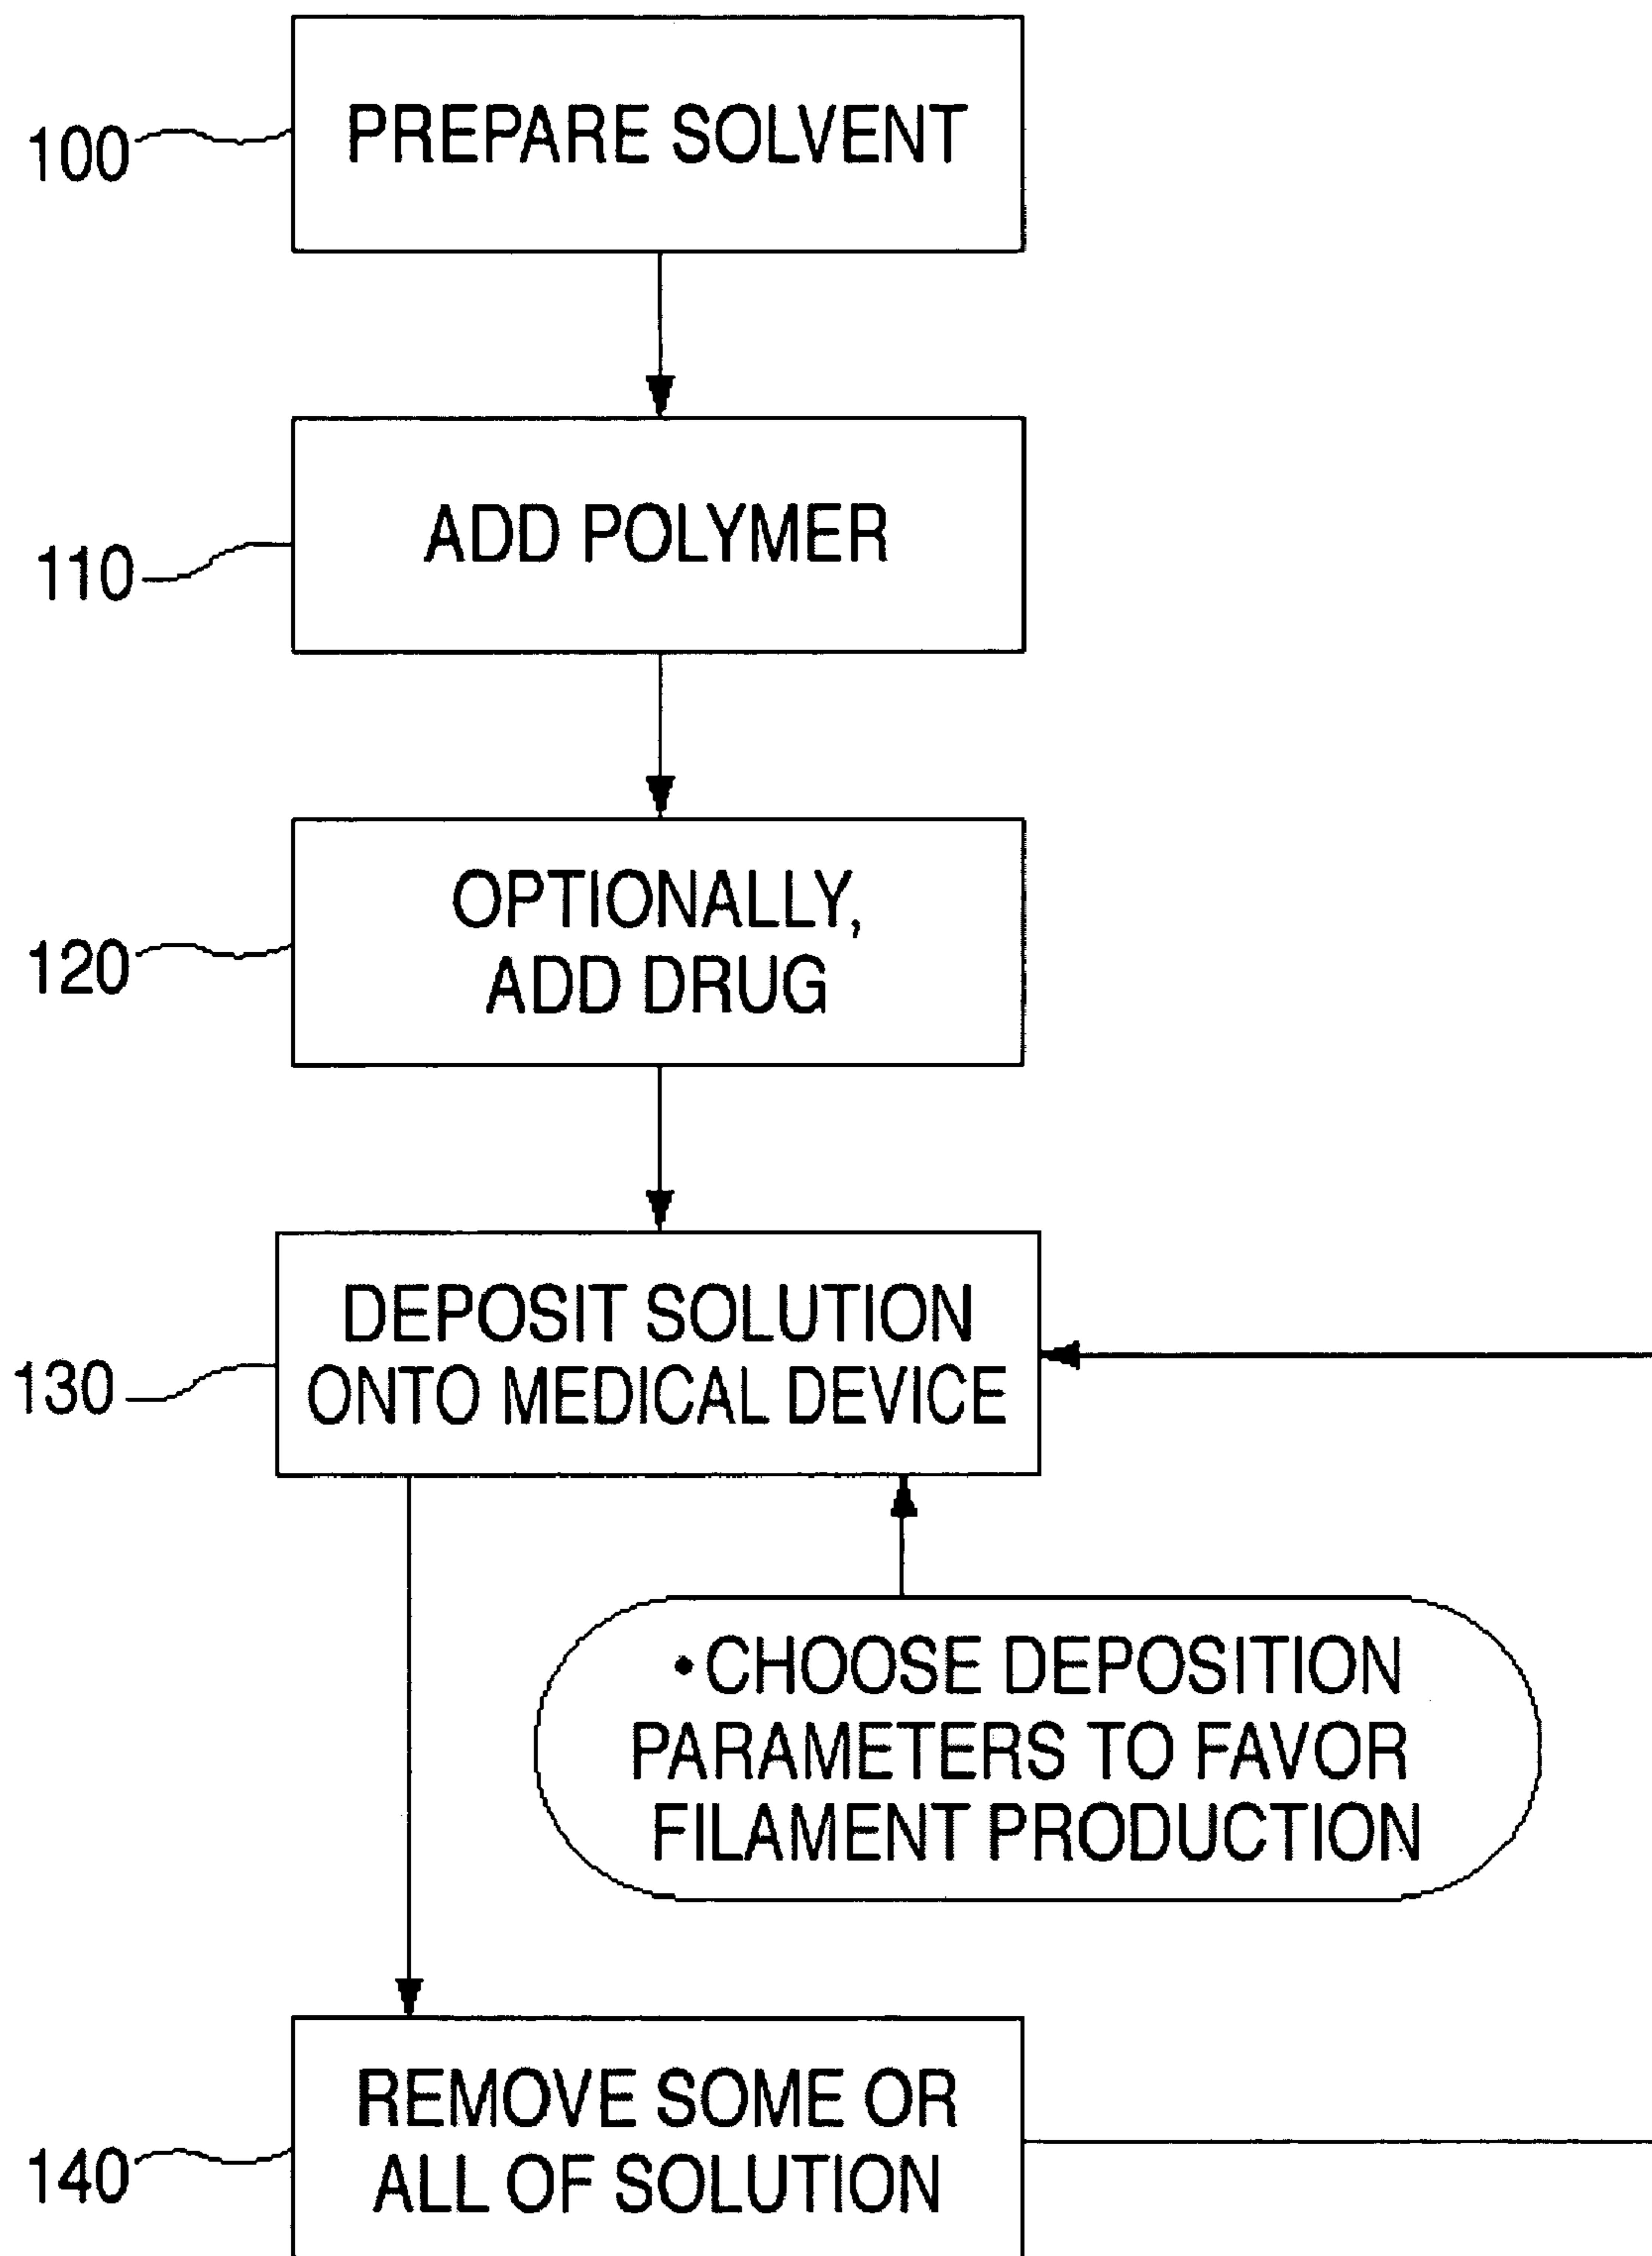 100
PREPARE SOLVENT
110
ADD POLYMER
120
OPTIONALLY,
ADD DRUG
130
DEPOSIT SOLUTION
ONTO MEDICAL DEVICE
•CHOOSE DEPOSITION
PARAMETERS TO FAVOR
FILAMENT PRODUCTION
140
REMOVE SOME OR
ALL OF SOLUTION